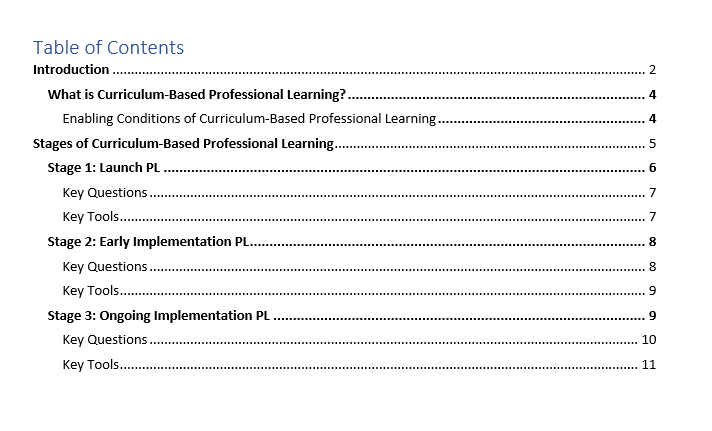 Table of Contents
Introduction ........................................................................................................................................ 2
What is Curriculum-Based Professional Learning? ............................................................................... 4
Enabling Conditions of Curriculum-Based Professional Learning ....................................................... 4
Stages of Curriculum-Based Professional Learning ................................................................................... 5
Stage 1: Launch PL ................................................................................................................................ 6
Key Questions ..................................................................................................................................... 7
Key Tools ............................................................................................................................................ 7
Stage 2: Early Implementation PL ......................................................................................................... 8
Key Questions ..................................................................................................................................... 8
Key Tools ............................................................................................................................................ 9
Stage 3: Ongoing Implementation PL ................................................................................................... 9
Key Questions ................................................................................................................................... 10
Key Tools .......................................................................................................................................... 11